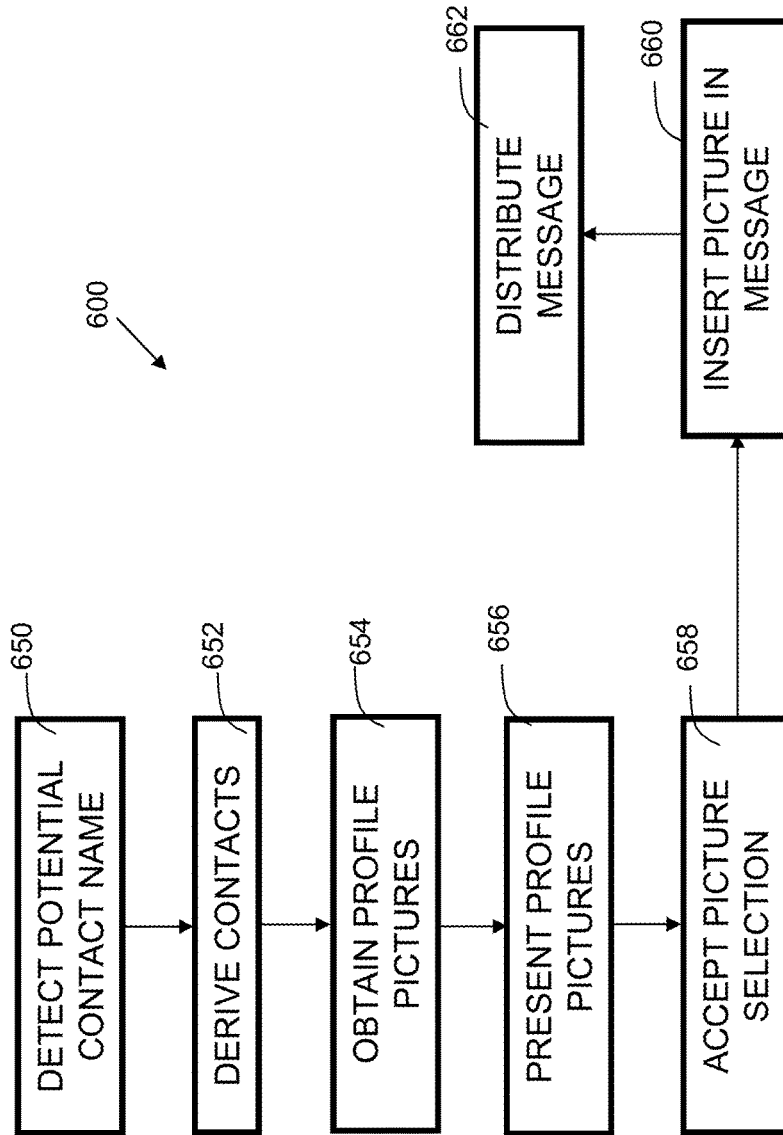 600
650
DETECT POTENTIAL
CONTACT NAME
652
DERIVE CONTACTS
654
OBTAIN PROFILE
PICTURES
656
PRESENT PROFILE
PICTURES
658
ACCEPT PICTURE
SELECTION
660
INSERT PICTURE IN
MESSAGE
662
DISTRIBUTE
MESSAGE